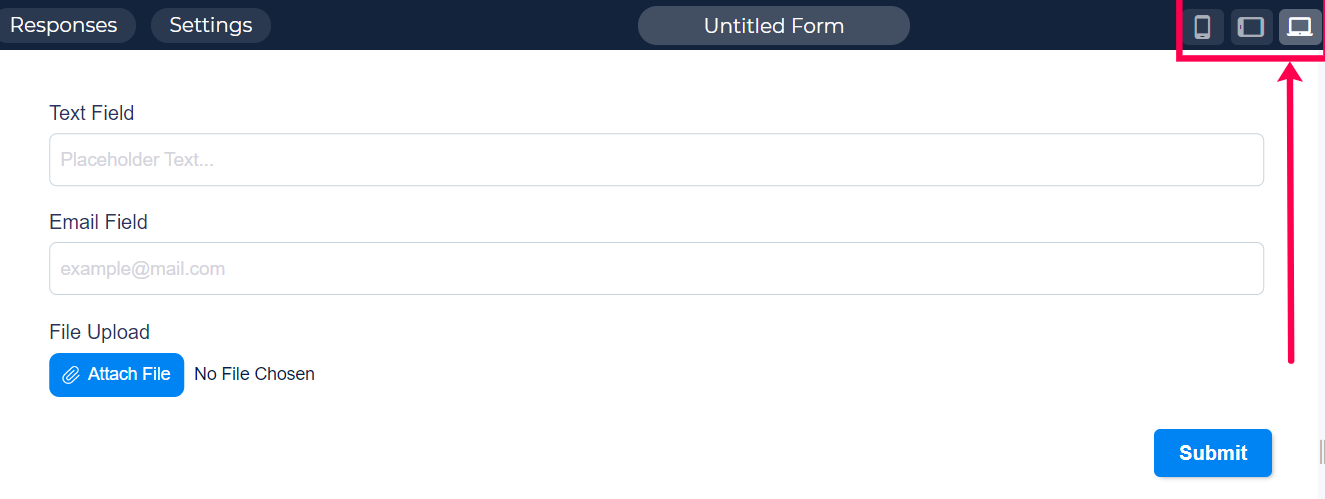 Responses
Settings
Untitled Form
Text Field
Placeholder Text...
Email Field
example@mail.com
File Upload
Attach File
No File Chosen
Submit